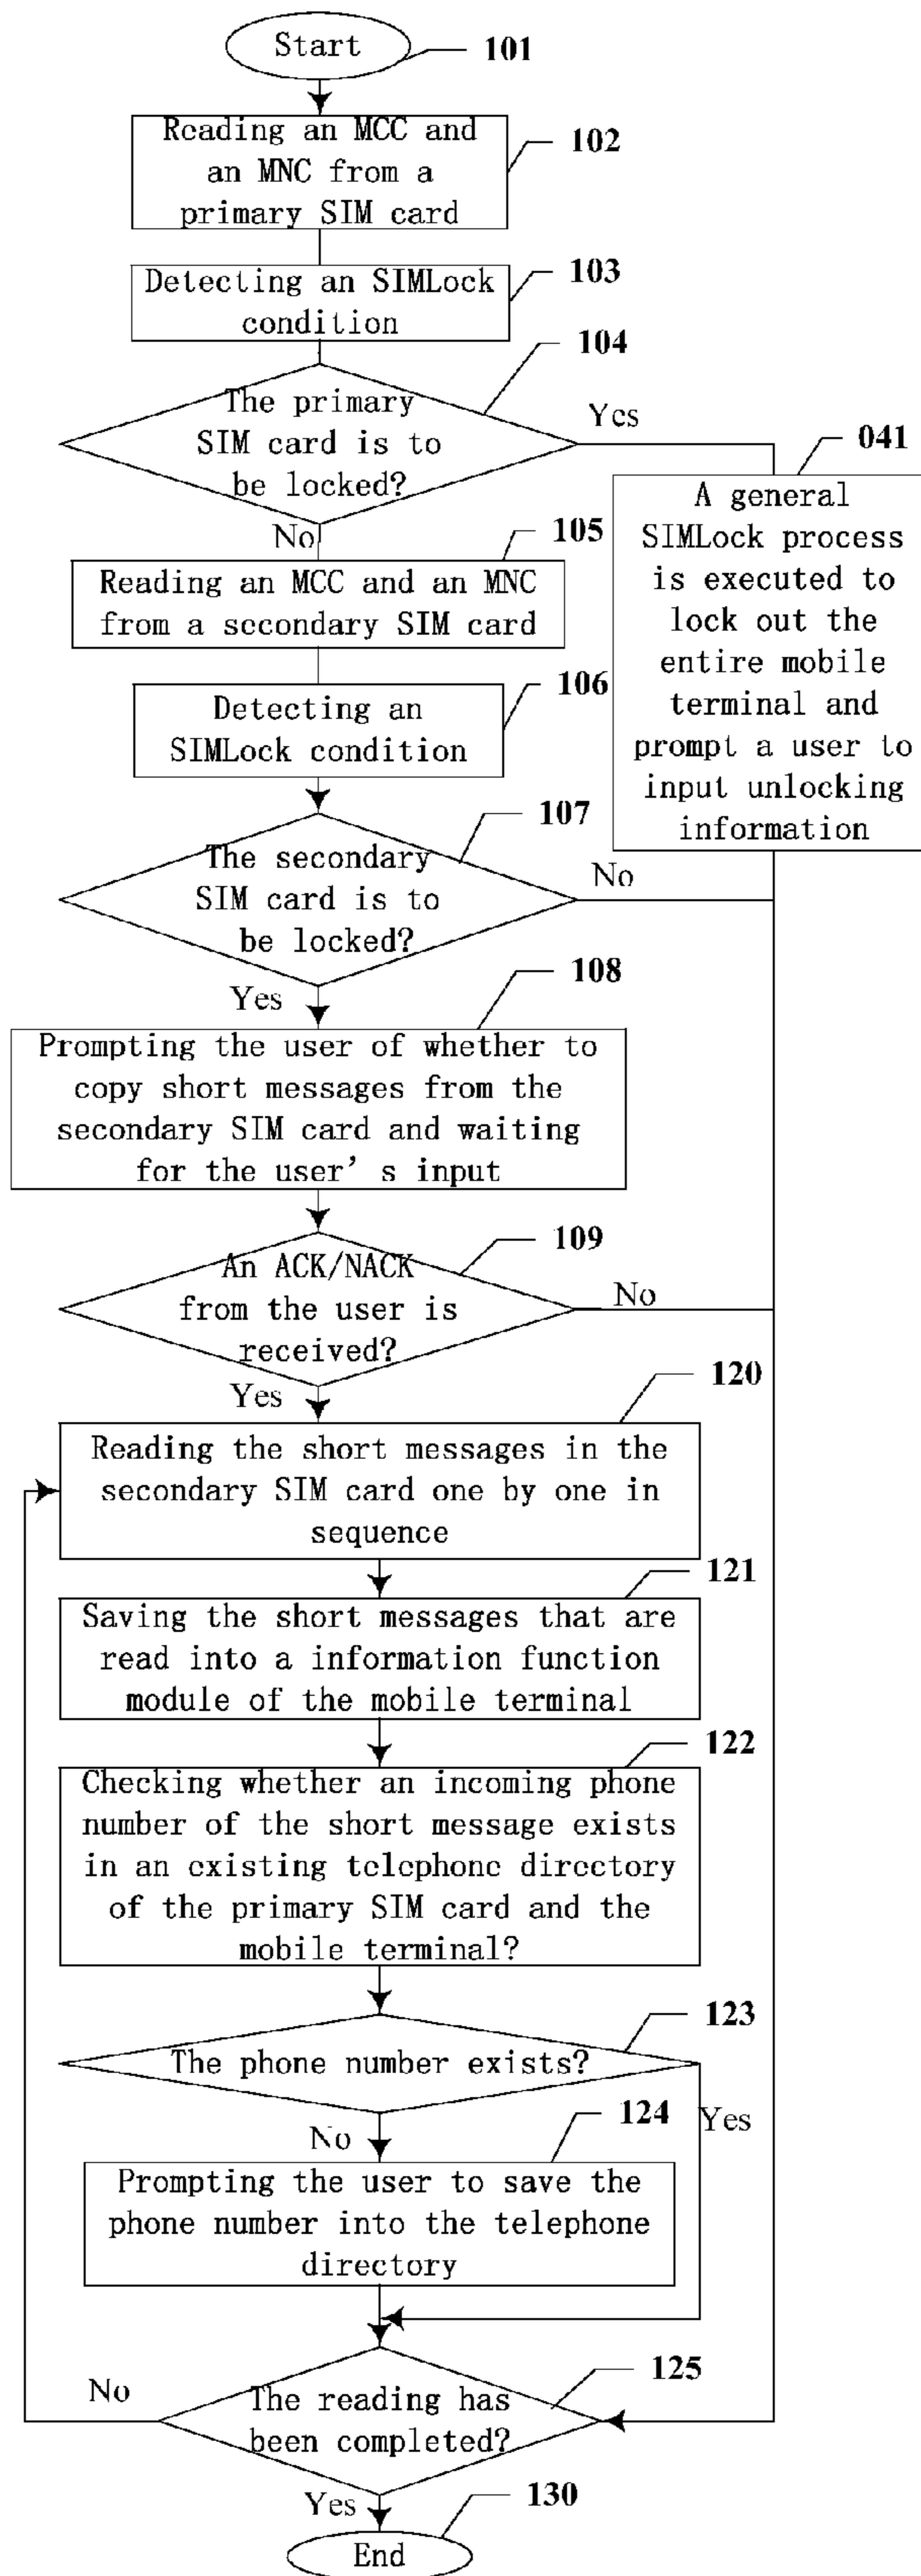 Start
101
Reading an MCC and
an MNC from a
primary SIM card
102
Detecting an SIMLock
condition
103
The primary
SIM card is to
be locked?
104
Yes
No
041
A general
SIMLock process
is executed to
lock out the
entire mobile
terminal and
prompt a user to
input unlocking
information
105
Reading an MCC and an MNC
from a secondary SIM card
106
Detecting an
SIMLock condition
107
The secondary
SIM card is to
be locked?
No
Yes
108
Prompting the user of whether to
copy short messages from the
secondary SIM card and waiting
for the user's input
109
An ACK/NACK
from the user is
received?
No
Yes
120
Reading the short messages in the
secondary SIM card one by one in
sequence
121
Saving the short messages that are
read into a information function
module of the mobile terminal
122
Checking whether an incoming phone
number of the short message exists
in an existing telephone directory
of the primary SIM card and the
mobile terminal?
123
The phone number exists?
Yes
No
124
Prompting the user to save the
phone number into the telephone
directory
125
The reading has
been completed?
No
Yes
130
End